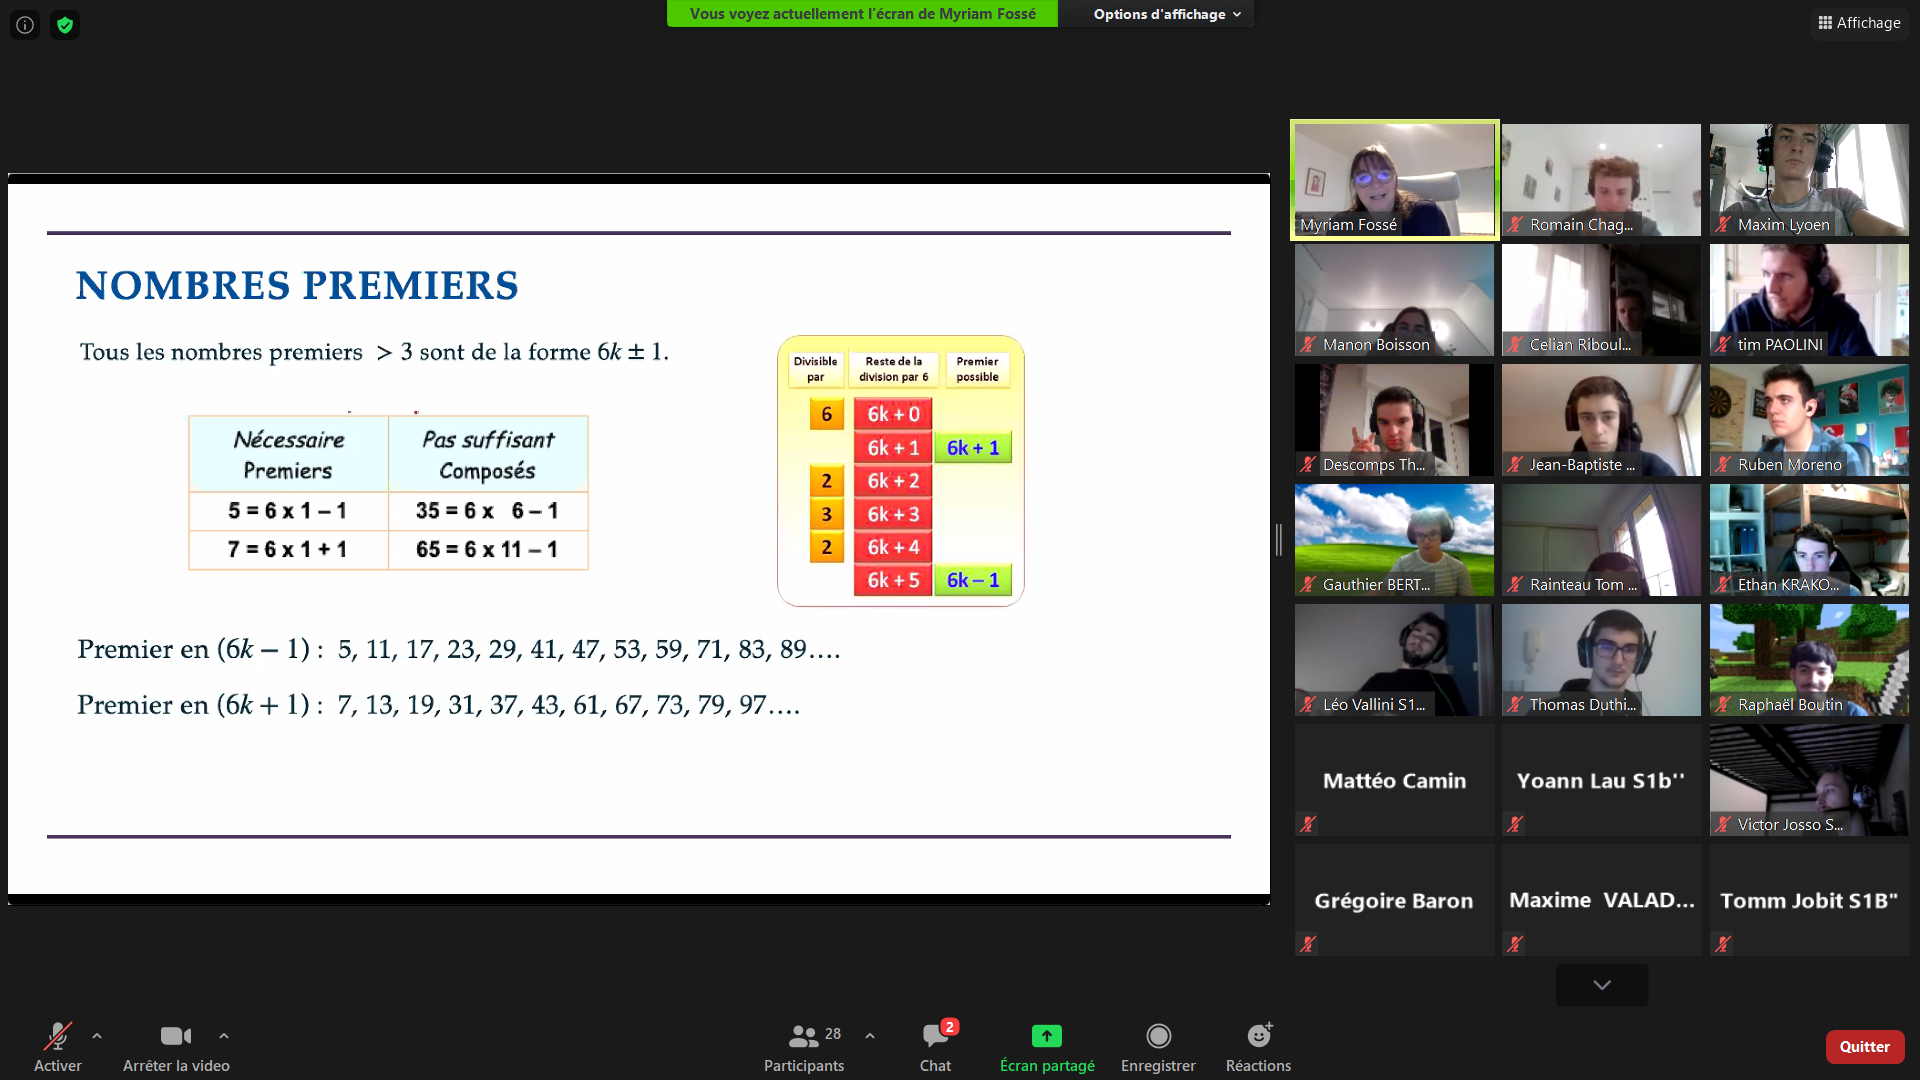 Vous voyez actuellement l'écran de Myriam Fossé
Options d'affichage
Affichage
NOMBRES PREMIERS
Tous les nombres premiers > 3 sont de la forme 6k ± 1.
Nécessaire Premiers
Pas suffisant Composés
5 = 6 x 1 – 1
35 = 6 x 6 – 1
7 = 6 x 1 + 1
65 = 6 x 11 – 1
Divisible par
Reste de la division par 6
Premier possible
6 6k + 0
6k + 1 6k + 1
2 6k + 2
3 6k + 3
2 6k + 4
6k + 5 6k – 1
Premier en (6k − 1) : 5, 11, 17, 23, 29, 41, 47, 53, 59, 71, 83, 89….
Premier en (6k + 1) : 7, 13, 19, 31, 37, 43, 61, 67, 73, 79, 97….
Myriam Fossé
Romain Chag...
Maxim Lyoen
Manon Boisson
Celian Riboul...
tim PAOLINI
Descomps Th...
Jean-Baptiste ...
Ruben Moreno
Gauthier BERT...
Rainteau Tom ...
Ethan KRAKO...
Léo Vallini S1...
Thomas Duthi...
Raphaël Boutin
Mattéo Camin
Yoann Lau S1b''
Victor Josso S...
Grégoire Baron
Maxime VALAD...
Tomm Jobit S1B"
Activer
Arrêter la video
28
Participants
2
Chat
Écran partagé
Enregistrer
Réactions
Quitter